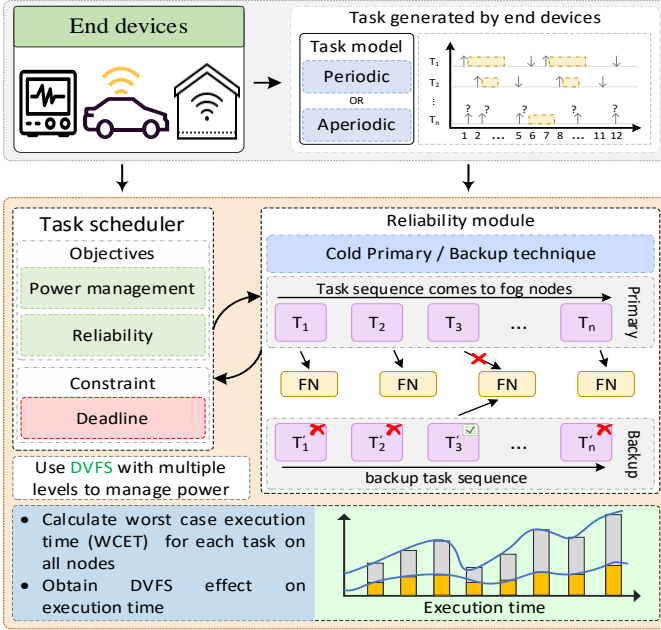 End devices
Task generated by end devices
Task model
Periodic
OR
Aperiodic
T1
T2
⋮
Tn
? ? ? ? ?
1 2 ... 5 6 7 8 ... 11 12
Task scheduler
Objectives
Power management
Reliability
Constraint
Deadline
Use DVFS with multiple
levels to manage power
Reliability module
Cold Primary / Backup technique
Task sequence comes to fog nodes
T1 T2 T3 ... Tn
Primary
FN FN FN FN
T'1 T'2 T'3 ... T'n
Backup
backup task sequence
• Calculate worst case execution
time (WCET) for each task on
all nodes
• Obtain DVFS effect on
execution time
Execution time